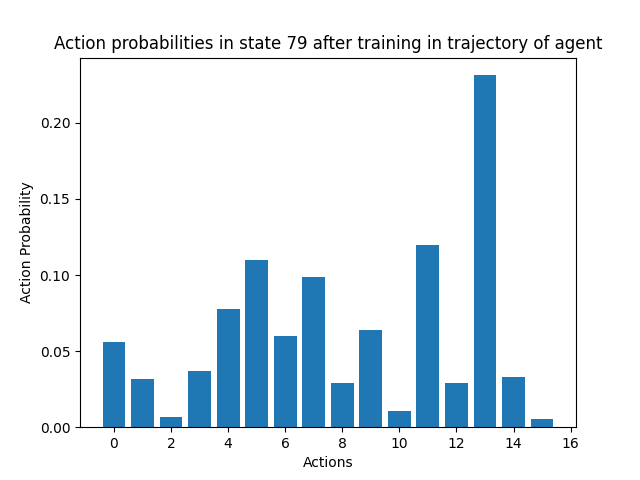 Action probabilities in state 79 after training in trajectory of agent
Action Probability
0.20
0.15
0.10
0.05
0.00
0 2 4 6 8 10 12 14 16
Actions